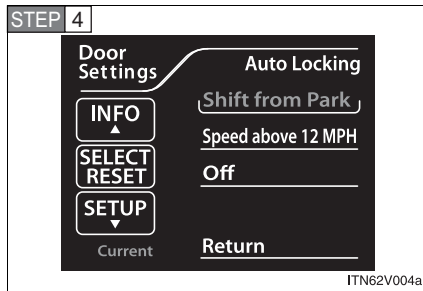 STEP 4
Door
Settings
Auto Locking
INFO
▲
Shift from Park
Speed above 12 MPH
SELECT
RESET
Off
SETUP
▼
Current
Return
ITN62V004a